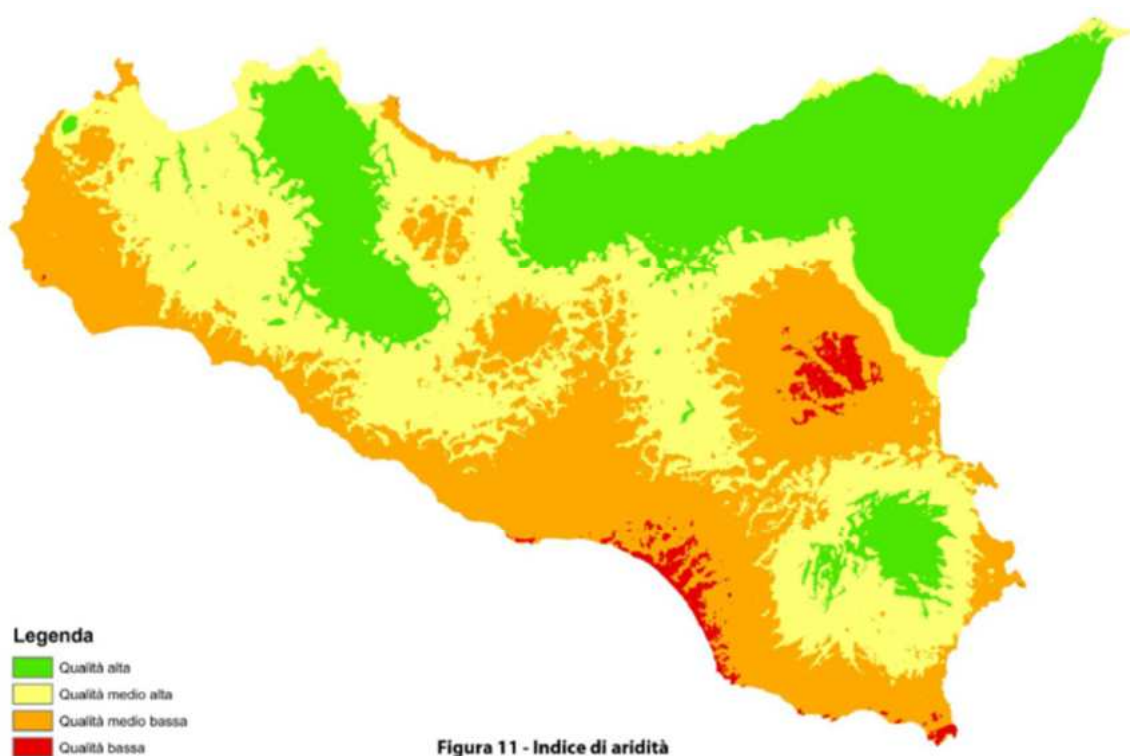 Legenda
Qualità alta
Qualità medio alta
Qualità medio bassa
Qualità bassa
Figura 11 - Indice di aridità